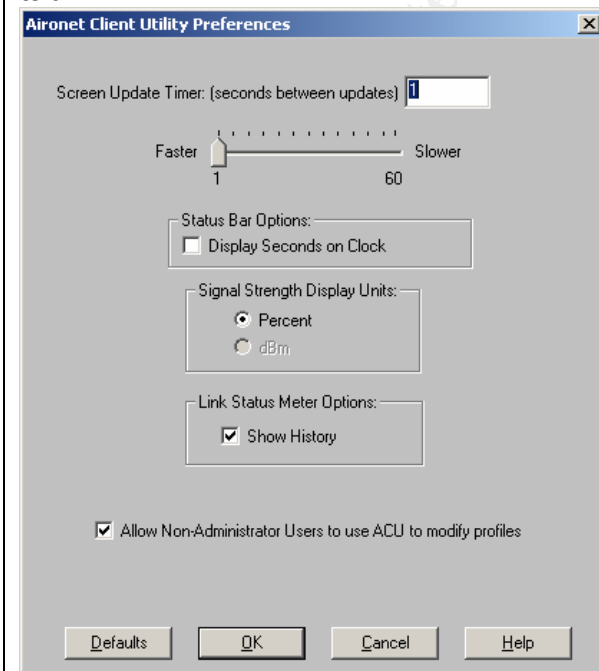 Aironet Client Utility Preferences
Screen Update Timer: (seconds between updates) 1
Faster Slower
1 60
Status Bar Options:
Display Seconds on Clock
Signal Strength Display Units:
Percent
dBm
Link Status Meter Options:
Show History
Allow Non-Administrator Users to use ACU to modify profiles
Defaults OK Cancel Help